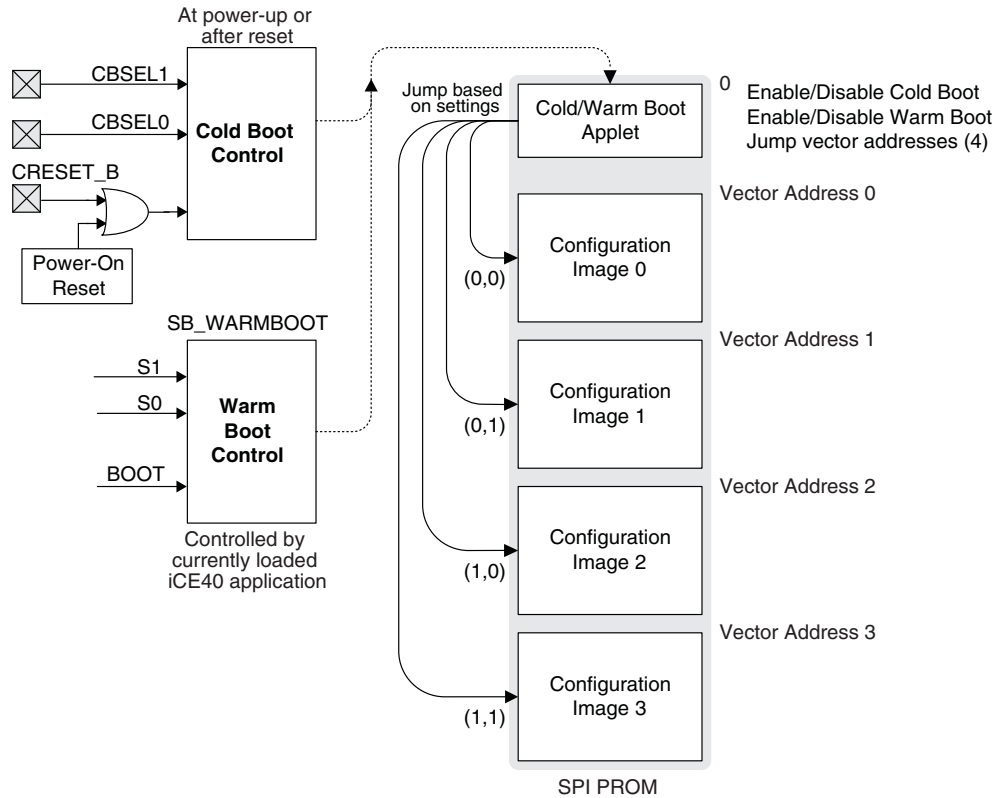 At power-up or
after reset
CBSEL1
CBSEL0
CRESET_B
Cold Boot
Control
Power-On
Reset
SB_WARMBOOT
S1
S0
BOOT
Warm
Boot
Control
Controlled by
currently loaded
iCE40 application
Jump based
on settings
Cold/Warm Boot
Applet
0
Enable/Disable Cold Boot
Enable/Disable Warm Boot
Jump vector addresses (4)
Vector Address 0
Configuration
Image 0
(0,0)
Vector Address 1
Configuration
Image 1
(0,1)
Vector Address 2
Configuration
Image 2
(1,0)
Vector Address 3
Configuration
Image 3
(1,1)
SPI PROM